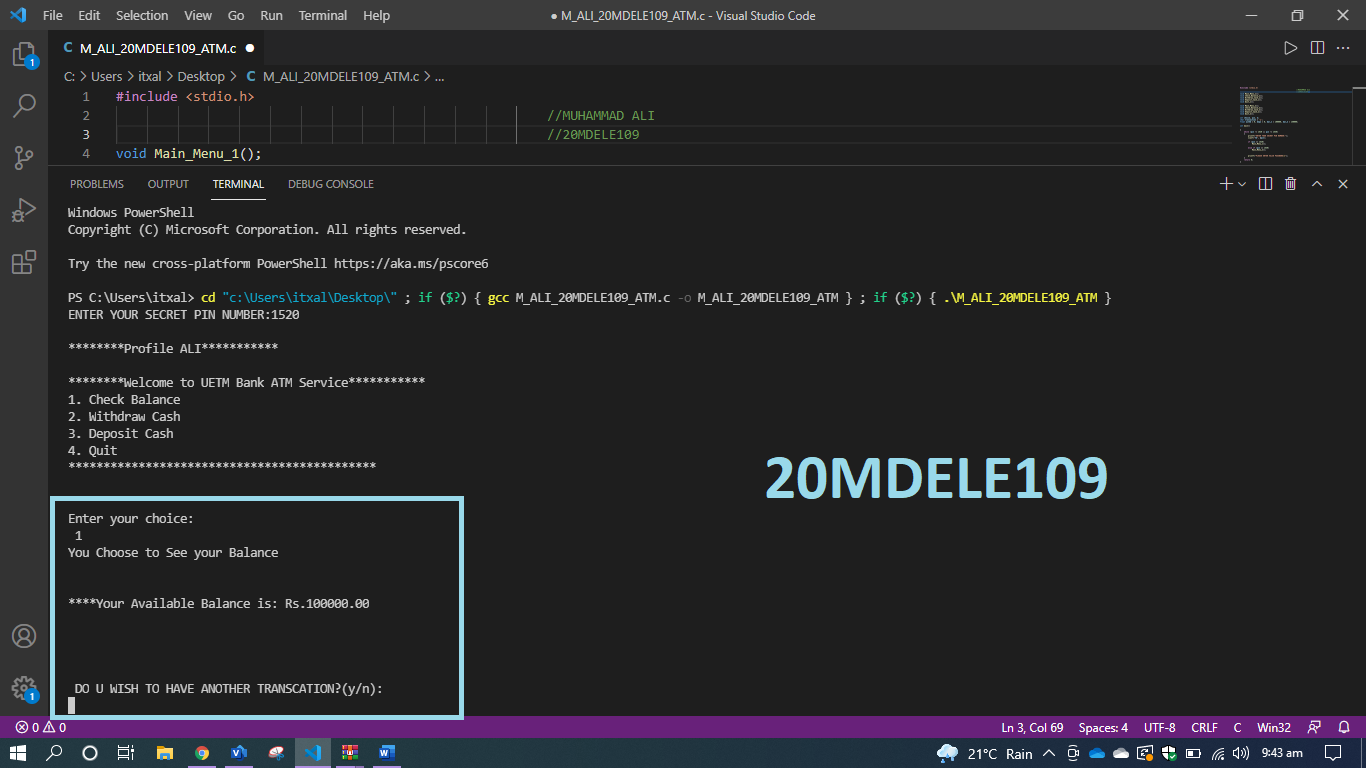 File Edit Selection View Go Run Terminal Help ● M_ALI_20MDELE109_ATM.c - Visual Studio Code
C M_ALI_20MDELE109_ATM.c ●
C: > Users > itxal > Desktop > C M_ALI_20MDELE109_ATM.c > ...
1 #include <stdio.h>
2 //MUHAMMAD ALI
3 //20MDELE109
4 void Main_Menu_1();
PROBLEMS OUTPUT TERMINAL DEBUG CONSOLE
Windows PowerShell
Copyright (C) Microsoft Corporation. All rights reserved.
Try the new cross-platform PowerShell https://aka.ms/pscore6
PS C:\Users\itxal> cd "c:\Users\itxal\Desktop\" ; if ($?) { gcc M_ALI_20MDELE109_ATM.c -o M_ALI_20MDELE109_ATM } ; if ($?) { .\M_ALI_20MDELE109_ATM }
ENTER YOUR SECRET PIN NUMBER:1520
********Profile ALI***********
********Welcome to UETM Bank ATM Service***********
1. Check Balance
2. Withdraw Cash
3. Deposit Cash
4. Quit
********************************************
20MDELE109
Enter your choice:
1
You Choose to See your Balance
****Your Available Balance is: Rs.100000.00
DO U WISH TO HAVE ANOTHER TRANSCATION?(y/n):
1
1
0 0 Ln 3, Col 69 Spaces: 4 UTF-8 CRLF C Win32
21°C Rain 9:43 am